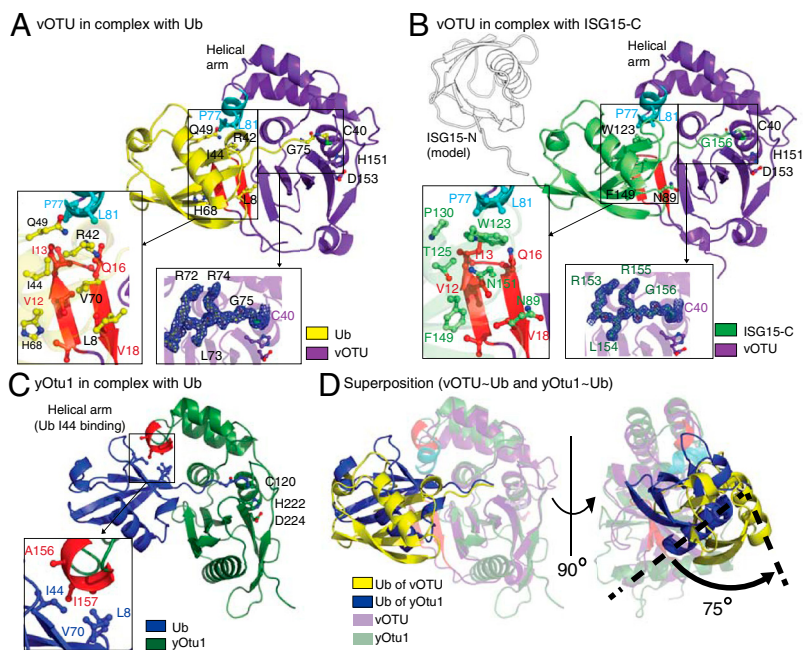 A vOTU in complex with Ub
Helical
arm
P77
L81
Q49
R42
I44
G75
C40
H151
D153
L8
H68
P77
L81
Q49
R42
I13
Q16
I44
V70
V12
L8
H68
V18
R72 R74
G75
C40
L73
Ub
vOTU
B vOTU in complex with ISG15-C
Helical
arm
ISG15-N
(model)
P77
L81
W123
C40
G156
H151
D153
F149
N89
P77
L81
P130
W123
T125
I13
Q16
V12
N151
N89
F149
V18
R155
R153
G156
C40
L154
ISG15-C
vOTU
C yOtu1 in complex with Ub
Helical arm
(Ub I44 binding)
C120
H222
D224
A156
I44
I157
L8
V70
Ub
yOtu1
D Superposition (vOTU~Ub and yOtu1~Ub)
90°
75°
Ub of vOTU
Ub of yOtu1
vOTU
yOtu1